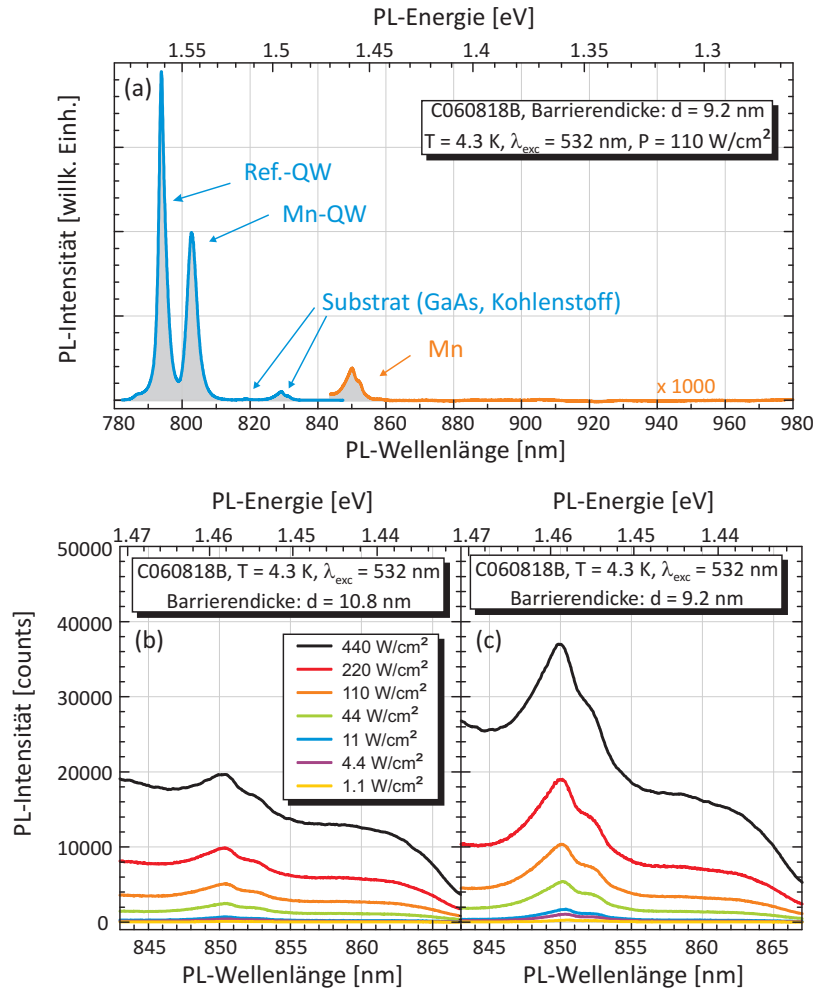 PL-Energie [eV]
1.55 1.5 1.45 1.4 1.35 1.3
(a)
C060818B, Barrierendicke: d = 9.2 nm
T = 4.3 K, λexc = 532 nm, P = 110 W/cm²
Ref.-QW
Mn-QW
Substrat (GaAs, Kohlenstoff)
Mn
x 1000
PL-Intensität [willk. Einh.]
780 800 820 840 860 880 900 920 940 960 980
PL-Wellenlänge [nm]
PL-Energie [eV]
PL-Energie [eV]
1.47 1.46 1.45 1.44
1.47 1.46 1.45 1.44
C060818B, T = 4.3 K, λexc = 532 nm
Barrierendicke: d = 10.8 nm
C060818B, T = 4.3 K, λexc = 532 nm
Barrierendicke: d = 9.2 nm
(b)
(c)
440 W/cm²
220 W/cm²
110 W/cm²
44 W/cm²
11 W/cm²
4.4 W/cm²
1.1 W/cm²
PL-Intensität [counts]
50000
40000
30000
20000
10000
0
845 850 855 860 865
845 850 855 860 865
PL-Wellenlänge [nm]
PL-Wellenlänge [nm]